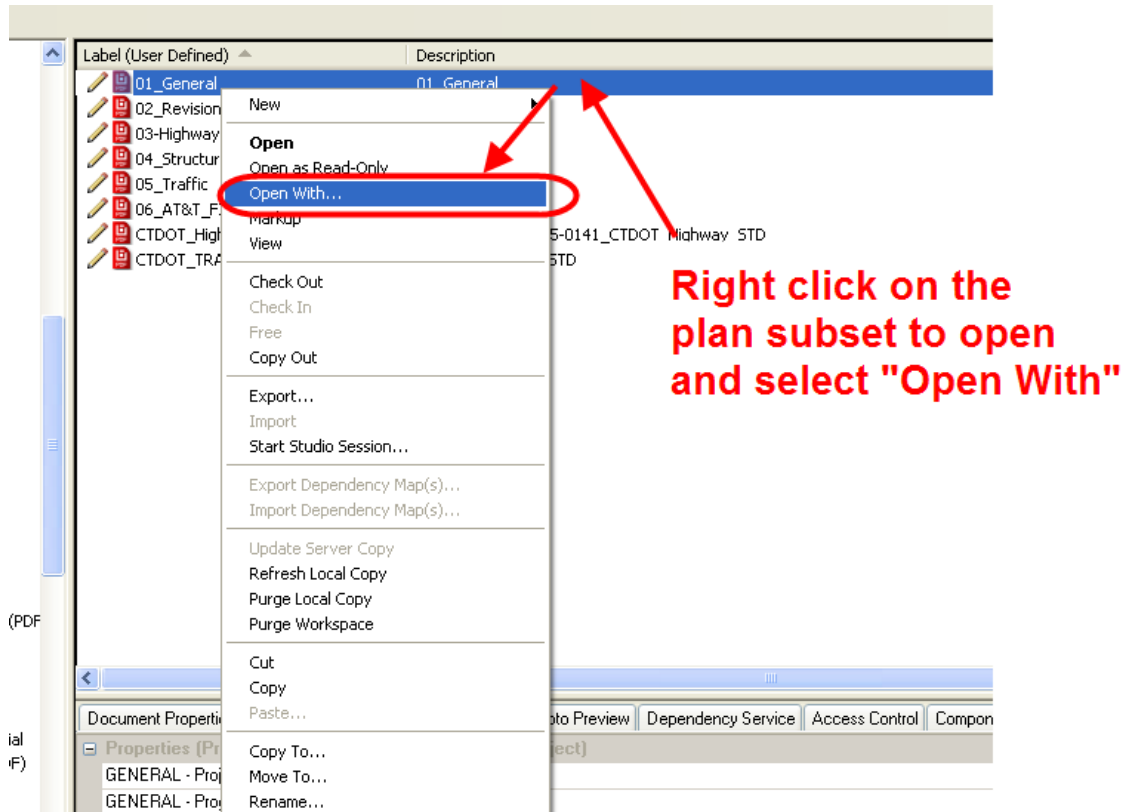 Label (User Defined) Description
01_General 01_General
02_Revision
03-Highway
04_Structur
05_Traffic
06_AT&T_F
CTDOT_High 5-0141_CTDOT Highway STD
CTDOT_TRA STD
New
Open
Open as Read-Only
Open With...
Markup
View
Check Out
Check In
Free
Copy Out
Export...
Import
Start Studio Session...
Export Dependency Map(s)...
Import Dependency Map(s)...
Update Server Copy
Refresh Local Copy
Purge Local Copy
Purge Workspace
Cut
Copy
Paste...
Copy To...
Move To...
Rename...
Right click on the
plan subset to open
and select "Open With"
(PDF
ial
F)
Document Properti oto Preview Dependency Service Access Control Compon
Properties (Pr ject)
GENERAL - Proj
GENERAL - Pro